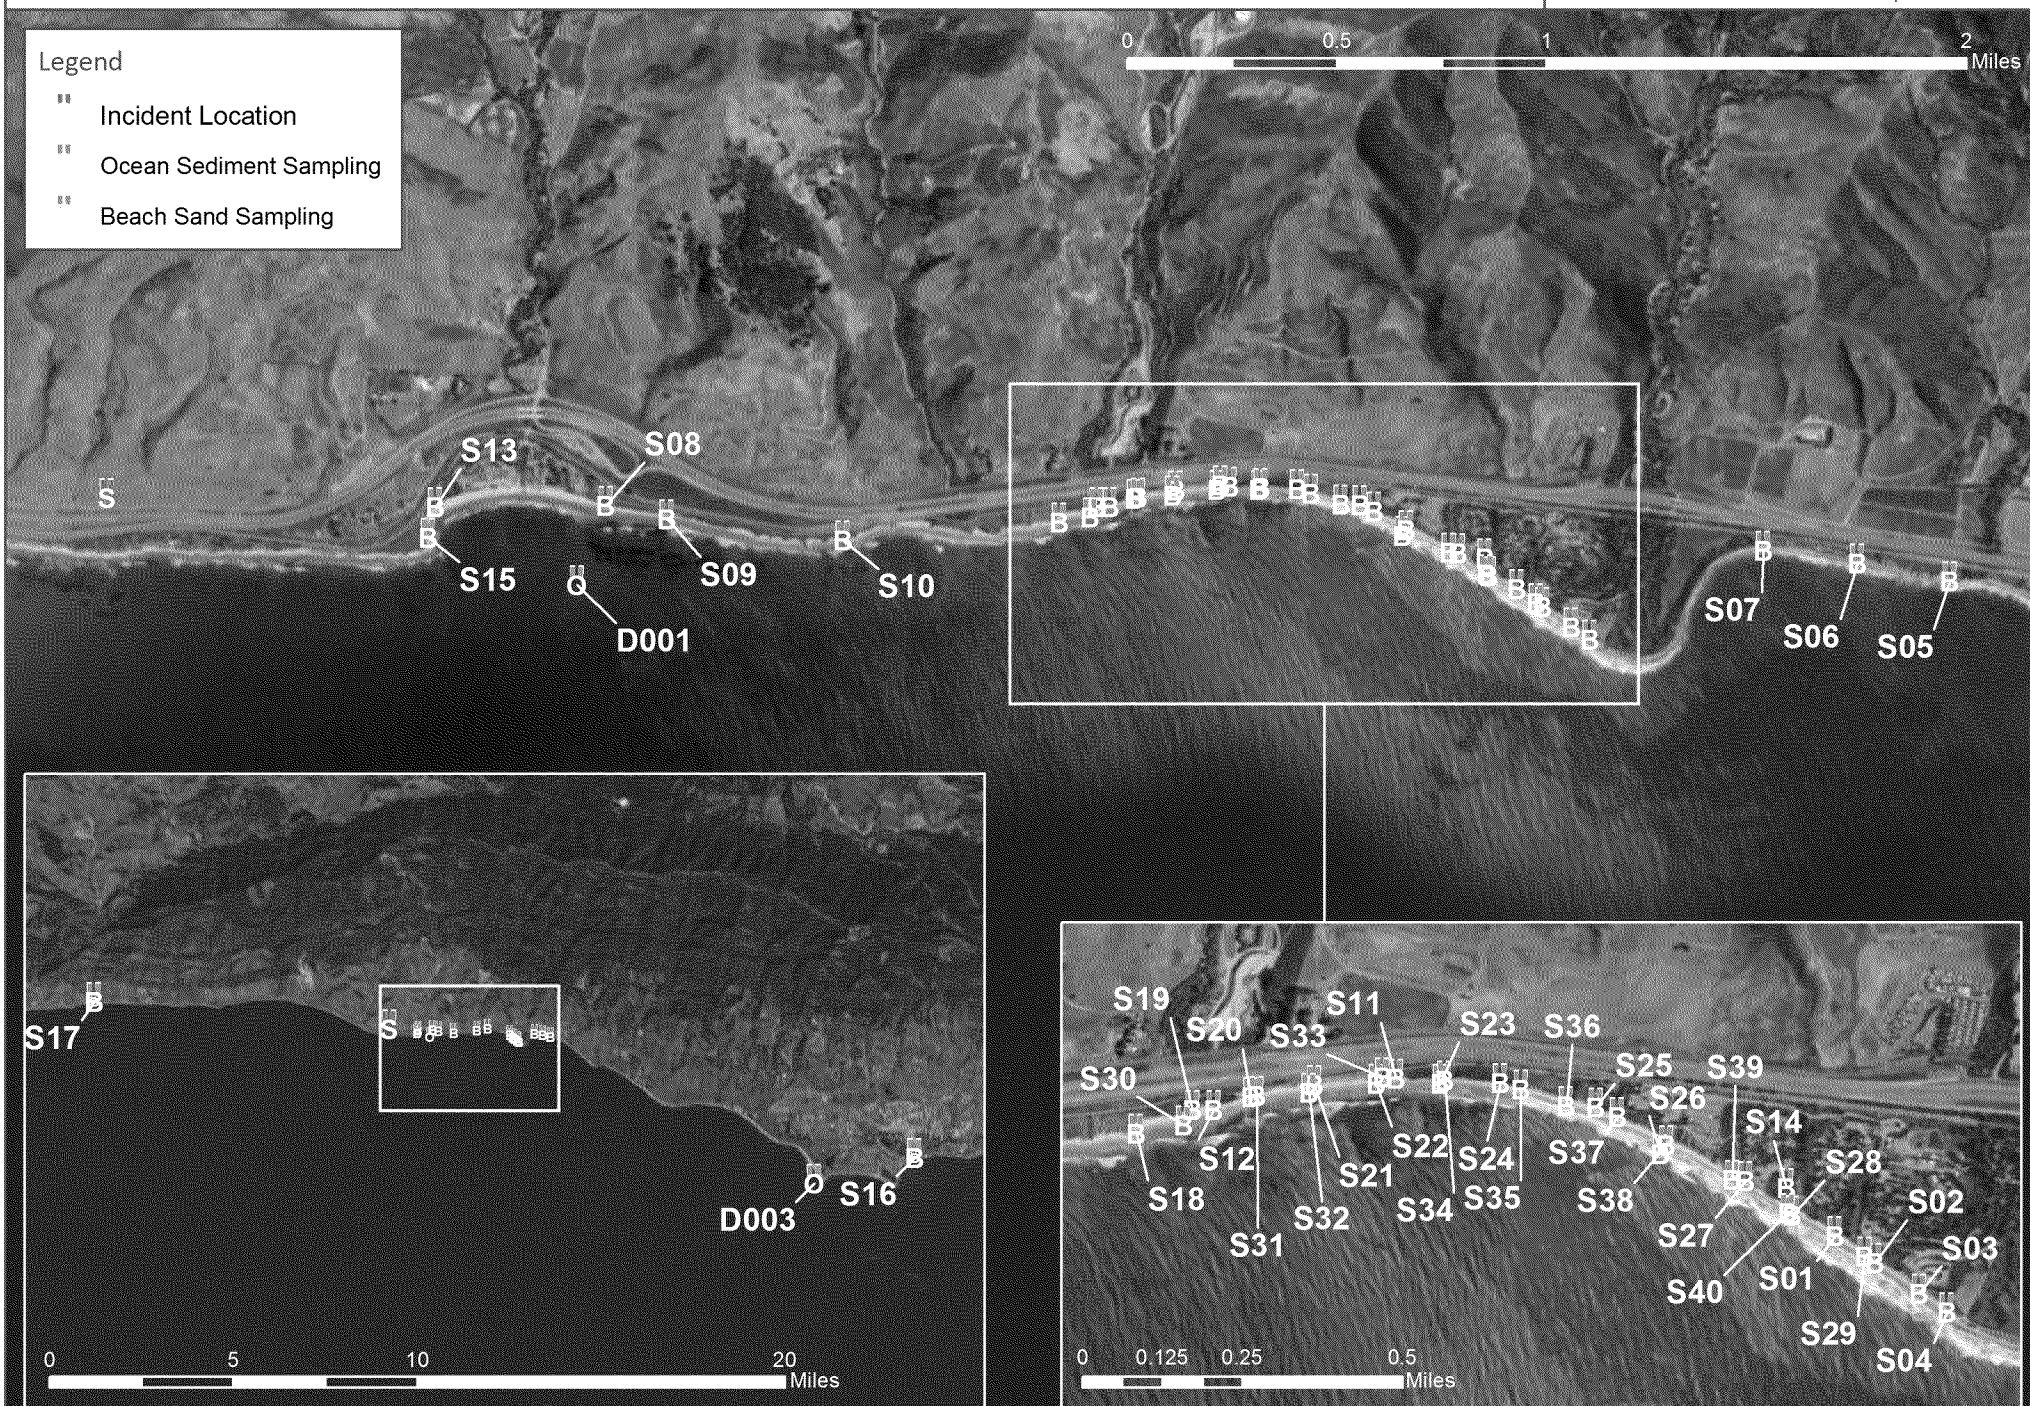 Legend
" Incident Location
" Ocean Sediment Sampling
" Beach Sand Sampling
0 0.5 1 2
Miles
S13
S08
S
B
B
B
B
B
S15
S09
S10
O
D001
B B B B B B B B B B B B B B B B B B B B B B B B
B
B
B
S07
S06
S05
B
S17
S B O B B B B B B B B B
B
O
S16
D003
0 5 10 20
Miles
S19
S11
S20
S33
S23
S36
S30
S25
S39
S26
S14
S12
S22
S24
S37
S28
S18
S21
S35
S38
S02
S34
S32
S27
S31
S03
S01
S40
S29
S04
0 0.125 0.25 0.5
Miles